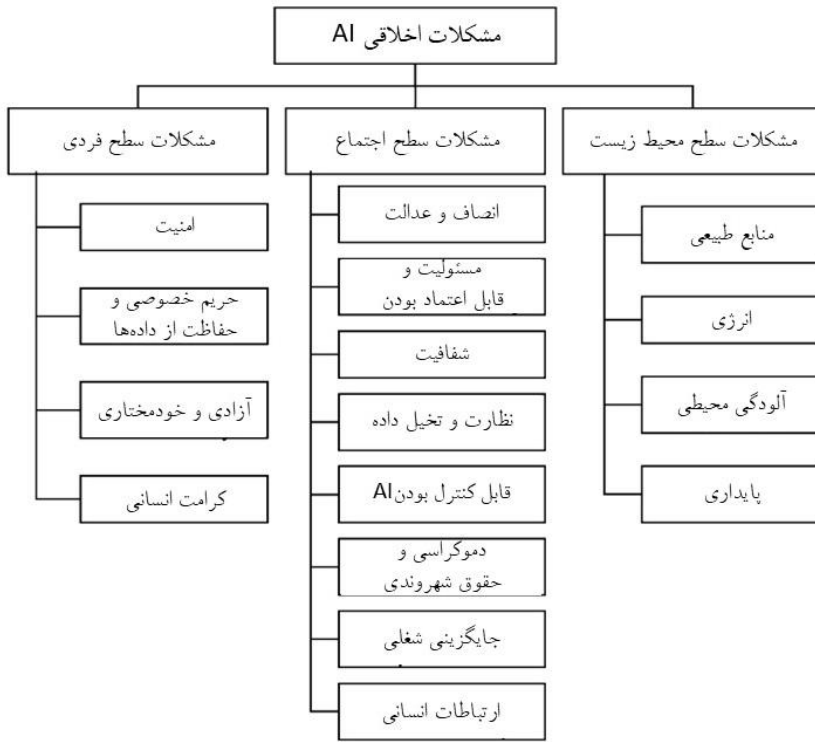 مشکلات اخلاقی AI
مشکلات سطح محیط زیست
منابع طبیعی
انرژی
آلودگی محیطی
پایداری
مشکلات سطح اجتماع
انصاف و عدالت
مسئولیت و
قابل اعتماد بودن
شفافیت
نظارت و تخیل داده
قابل کنترل بودنAI
دموکراسی و
حقوق شهروندی
جایگزینی شغلی
ارتباطات انسانی
مشکلات سطح فردی
امنیت
حریم خصوصی و
حفاظت از داده‌ها
آزادی و خودمختاری
کرامت انسانی